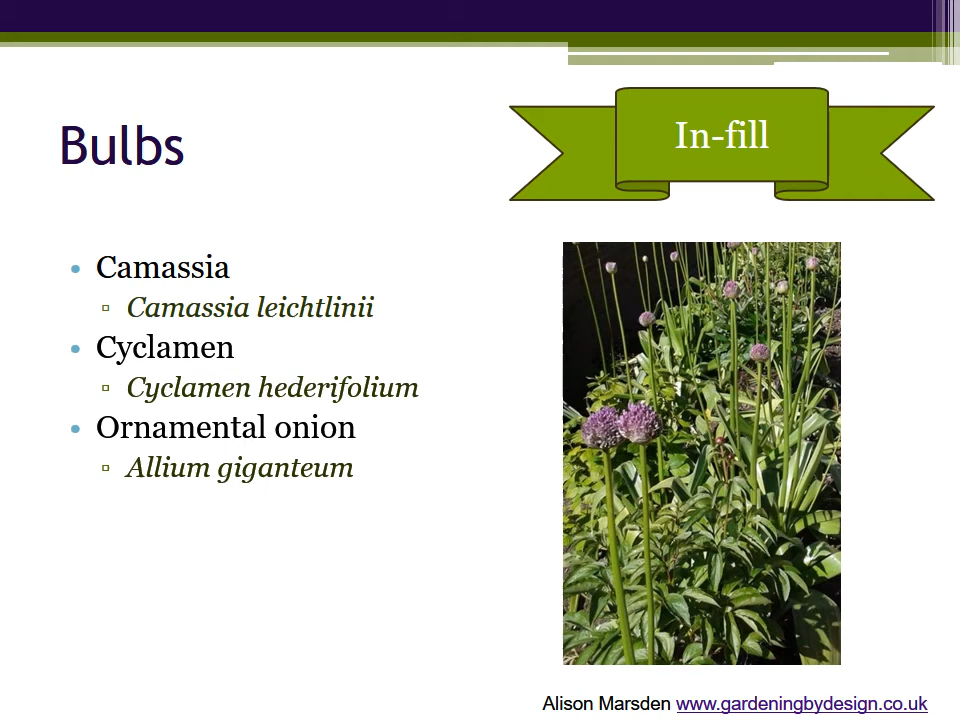 Bulbs
In-fill
• Camassia
▫ Camassia leichtlinii
• Cyclamen
▫ Cyclamen hederifolium
• Ornamental onion
▫ Allium giganteum
Alison Marsden www.gardeningbydesign.co.uk